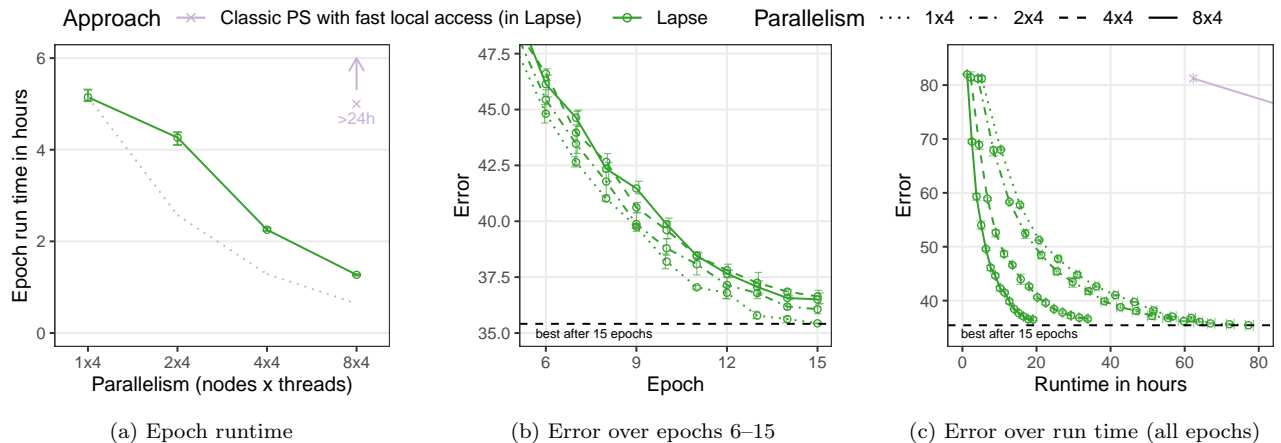 Approach Classic PS with fast local access (in Lapse) Lapse Parallelism 1x4 2x4 4x4 8x4
Epoch run time in hours
6
4
2
0
>24h
1x4 2x4 4x4 8x4
Parallelism (nodes x threads)
(a) Epoch runtime
Error
47.5
45.0
42.5
40.0
37.5
35.0
best after 15 epochs
6 9 12 15
Epoch
(b) Error over epochs 6–15
Error
80
70
60
50
40
best after 15 epochs
0 20 40 60 80
Runtime in hours
(c) Error over run time (all epochs)